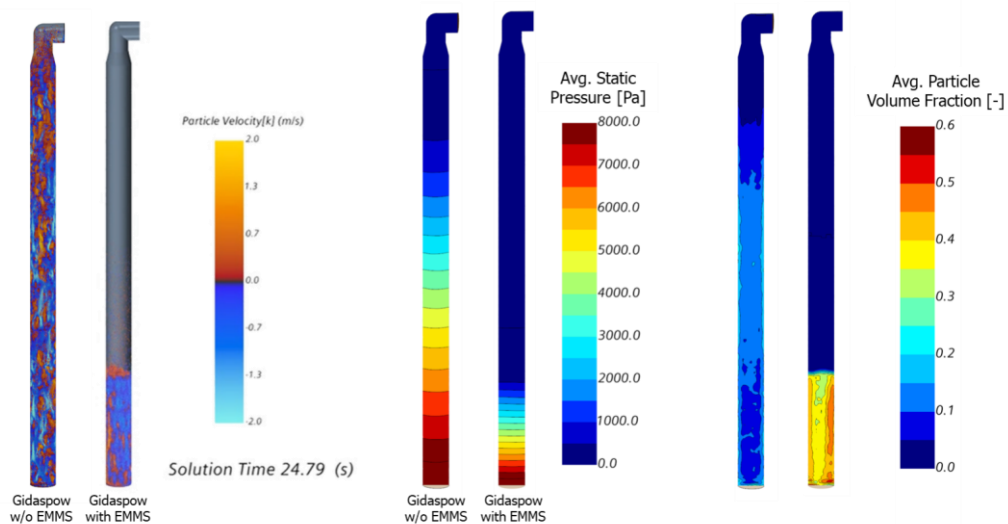 Particle Velocity[k] (m/s)
2.0
1.3
0.7
0.0
-0.7
-1.3
-2.0
Solution Time 24.79 (s)
Gidaspow
w/o EMMS
Gidaspow
with EMMS
Avg. Static
Pressure [Pa]
8000.0
7000.0
6000.0
5000.0
4000.0
3000.0
2000.0
1000.0
0.0
Gidaspow
w/o EMMS
Gidaspow
with EMMS
Avg. Particle
Volume Fraction [-]
0.6
0.5
0.4
0.3
0.2
0.1
0.0